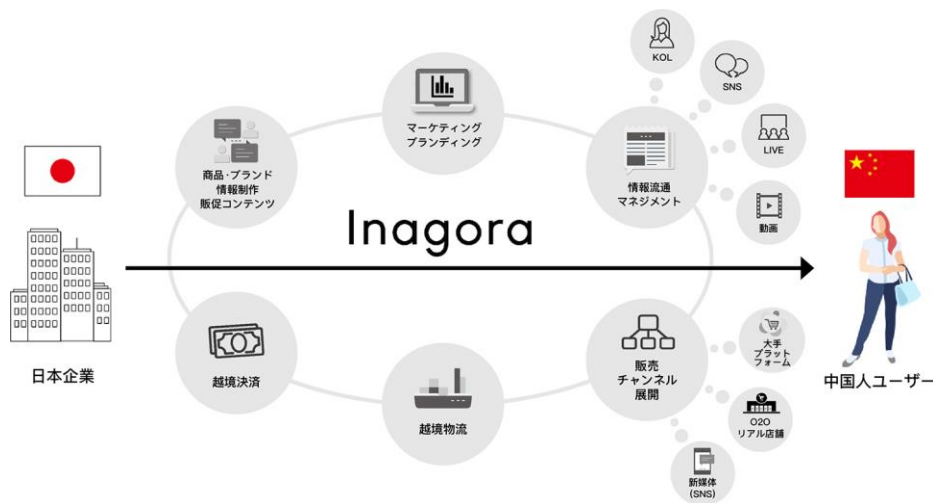 KOL
SNS
マーケティング
ブランディング
LIVE
商品・ブランド
情報制作
販促コンテンツ
情報流通
マネジメント
動画
Inagora
日本企業
越境決済
越境物流
販売
チャンネル
展開
大手
プラット
フォーム
中国人ユーザー
O2O
リアル店舗
新媒体
(SNS)